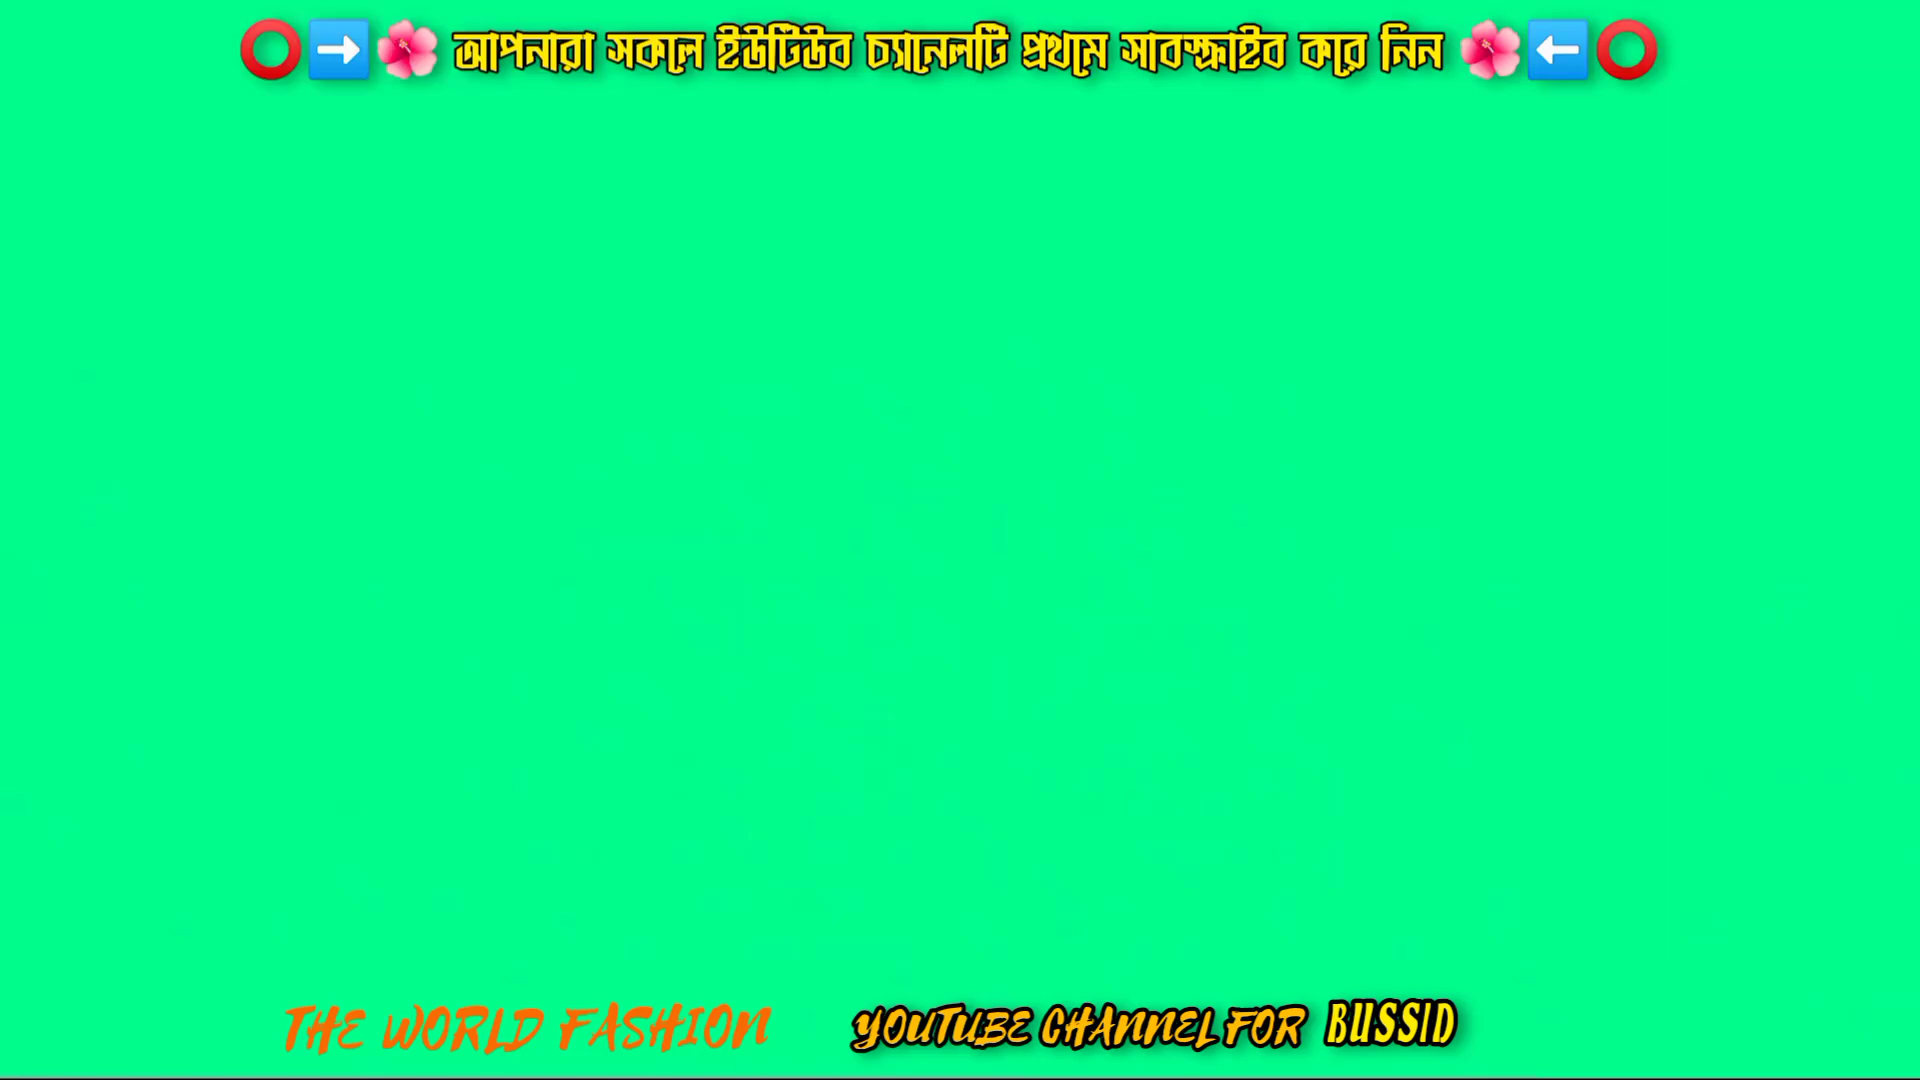 ⭕➡️🌺 আপনারা সকলে ইউটিউব চ্যানেলটি প্রথমে সাবস্ক্রাইব করে নিন 🌺⬅️⭕
THE WORLD FASHION YOUTUBE CHANNEL FOR BUSSID